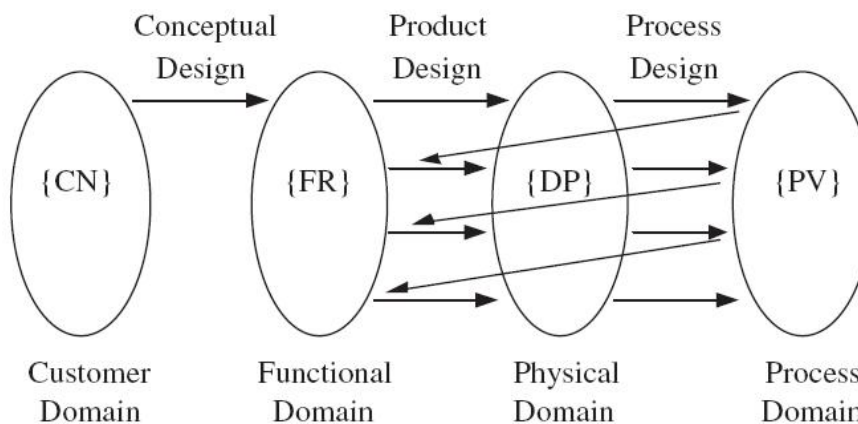 Conceptual Design
Product Design
Process Design
{CN}
{FR}
{DP}
{PV}
Customer Domain
Functional Domain
Physical Domain
Process Domain